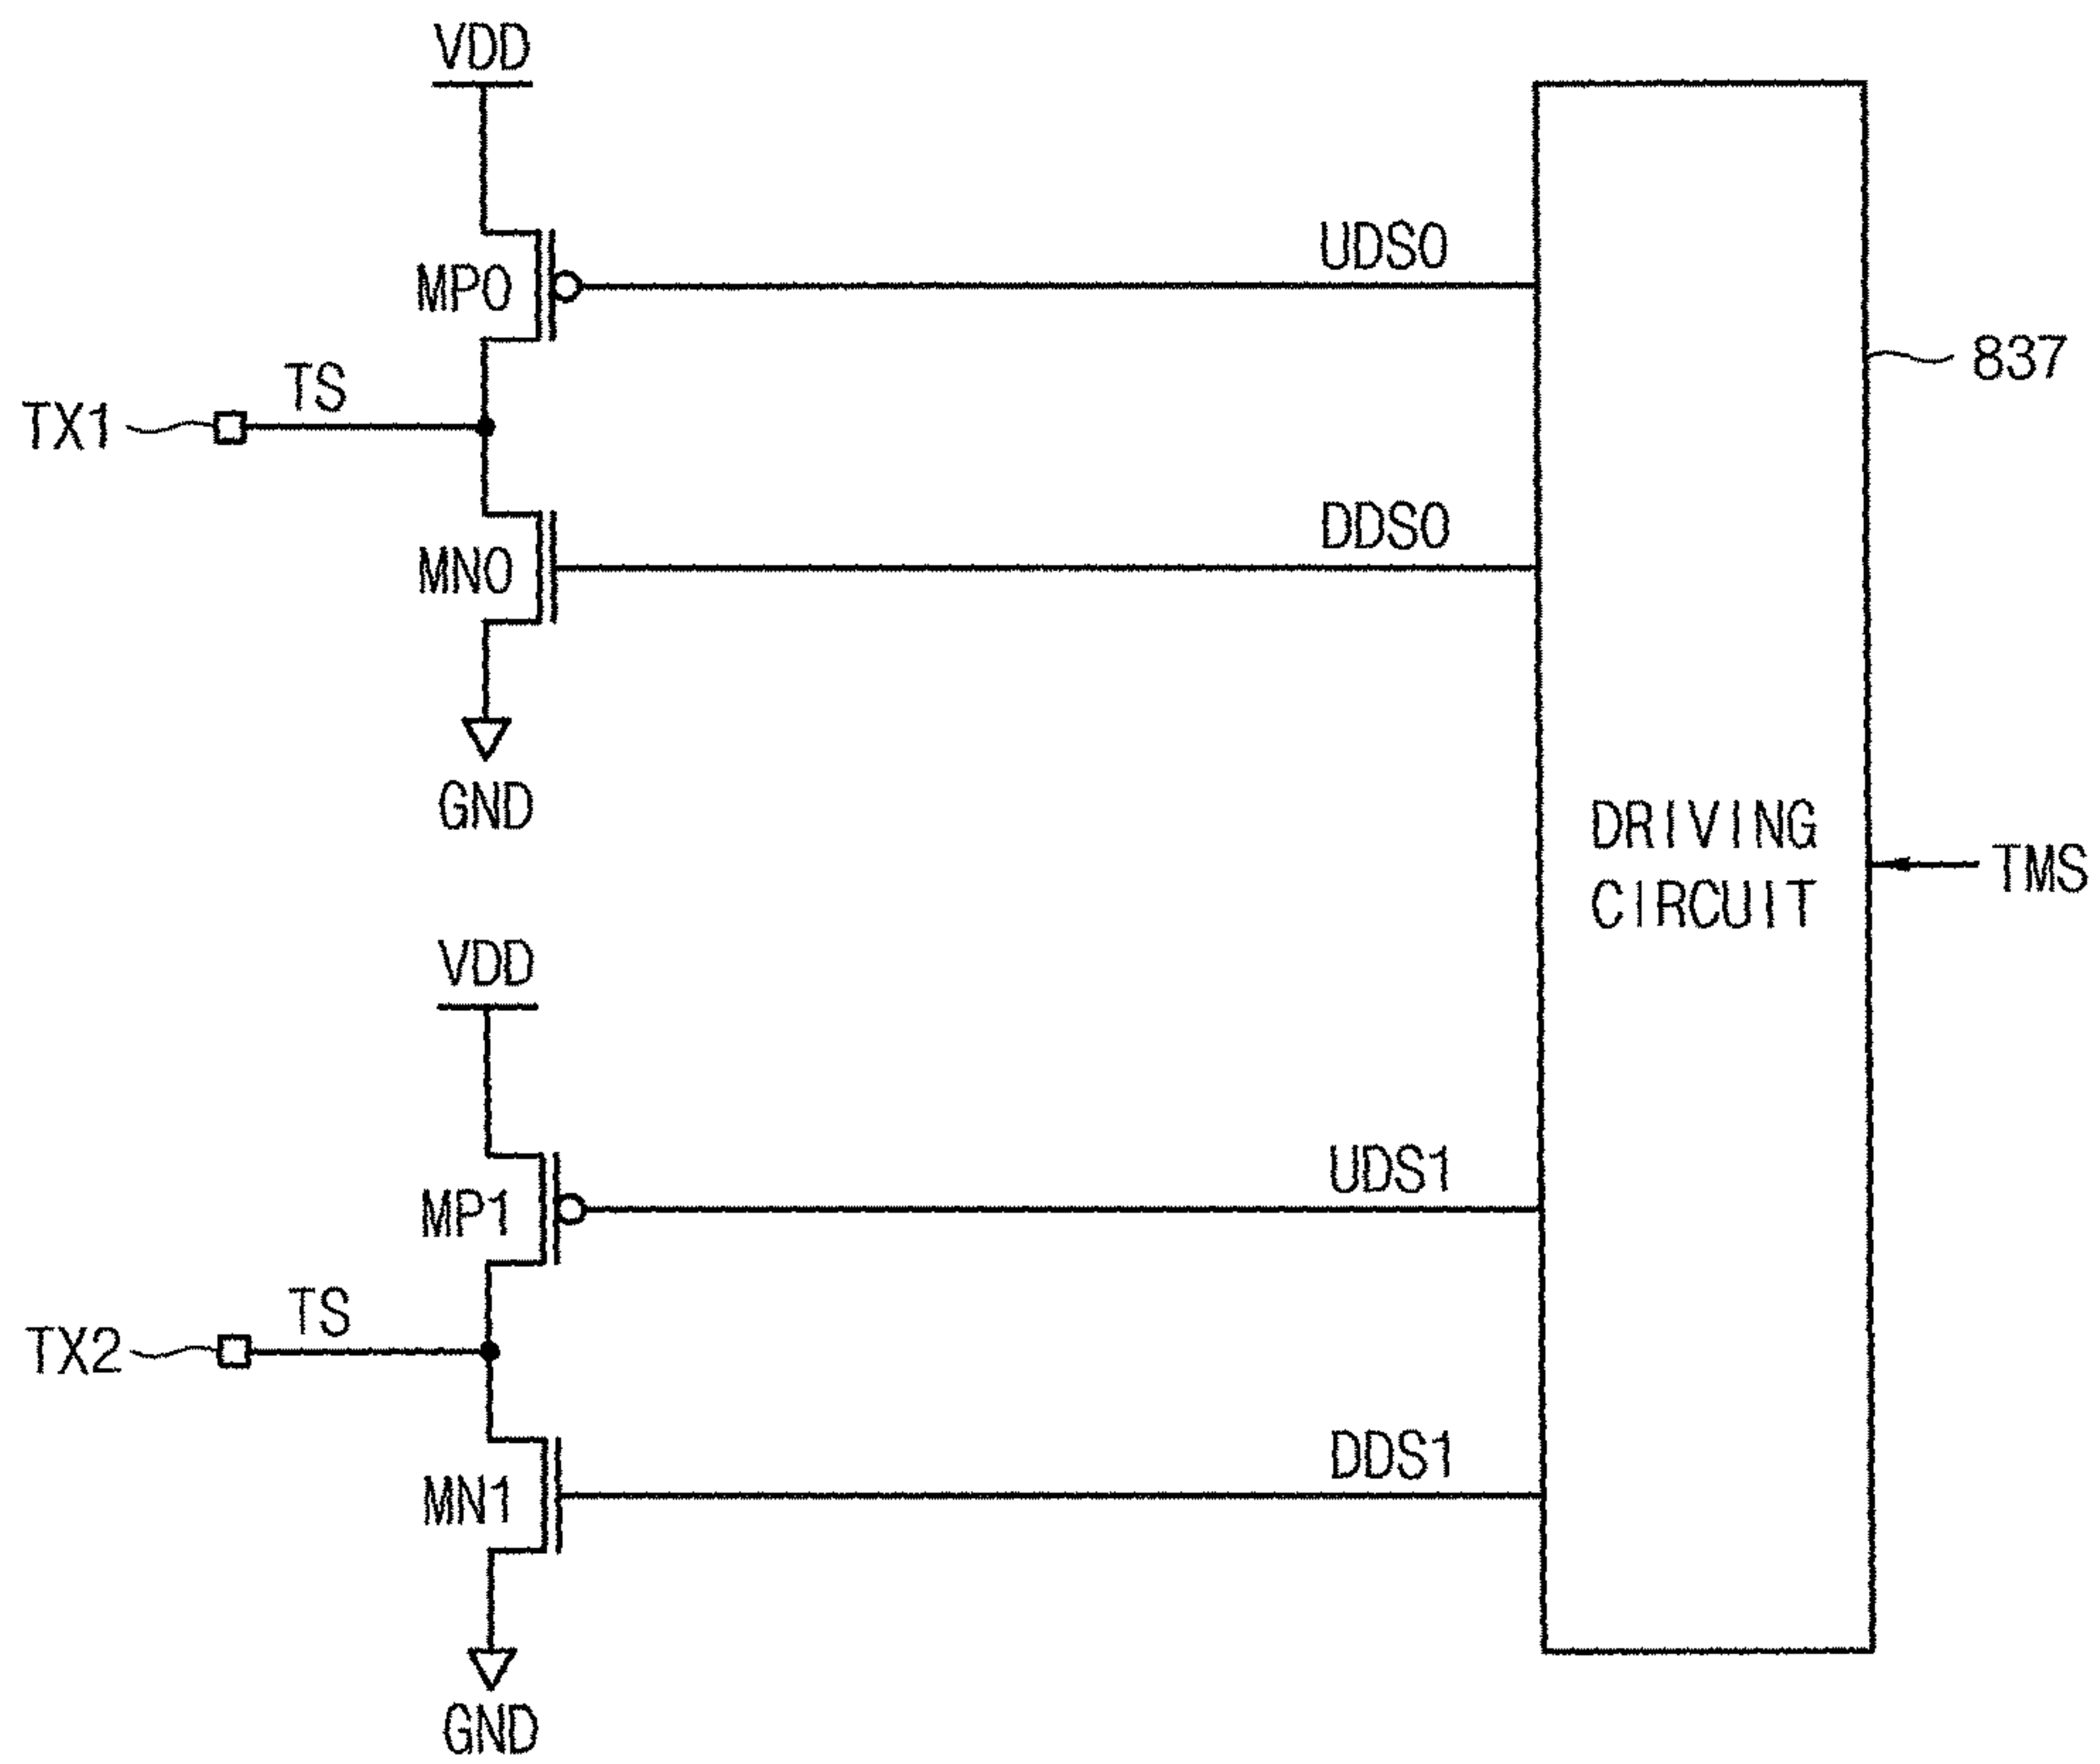 VDD
UDS0
MP0
837
TS
TX1
DDS0
MN0
GND
DRIVING
CIRCUIT
TMS
VDD
UDS1
MP1
TS
TX2
DDS1
MN1
GND